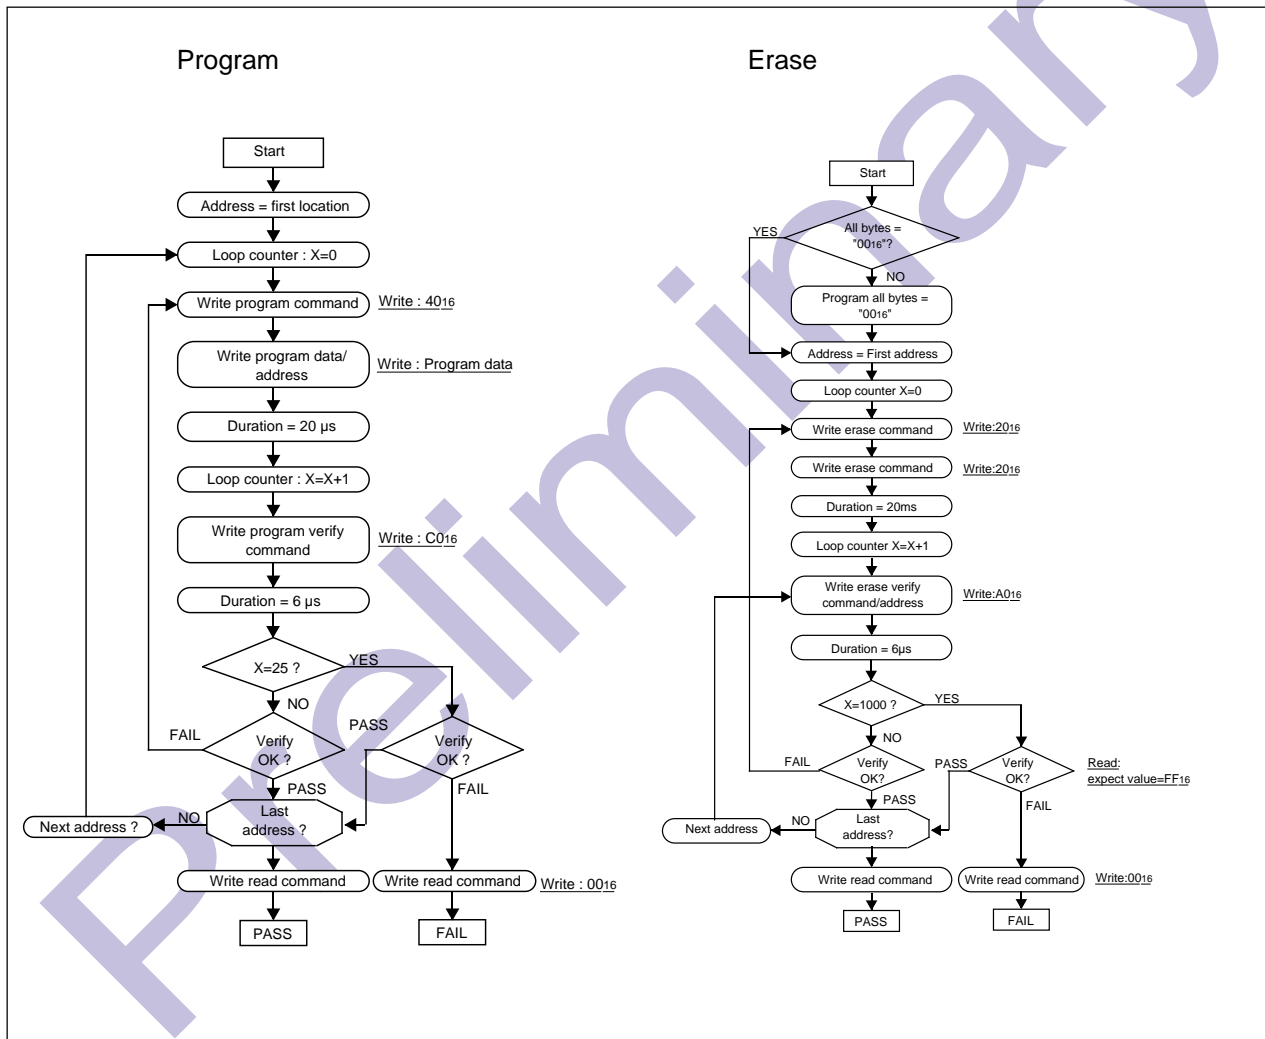 Preliminary
Program
Start
Address = first location
Loop counter : X=0
Write program command
Write : 4016
Write program data/
address
Write : Program data
Duration = 20 µs
Loop counter : X=X+1
Write program verify
command
Write : C016
Duration = 6 µs
X=25 ?
YES
NO
FAIL
Verify
OK ?
PASS
PASS
Verify
OK ?
FAIL
Last
address ?
NO
Next address ?
Write read command
Write read command
Write : 0016
PASS
FAIL
Erase
Start
All bytes =
"0016"?
YES
NO
Program all bytes =
"0016"
Address = First address
Loop counter X=0
Write erase command
Write:2016
Write erase command
Write:2016
Duration = 20ms
Loop counter X=X+1
Write erase verify
command/address
Write:A016
Duration = 6µs
X=1000 ?
YES
NO
FAIL
Verify
OK?
PASS
PASS
Verify
OK?
Read:
expect value=FF16
FAIL
Last
address?
NO
Next address
Write read command
Write read command
Write:0016
PASS
FAIL